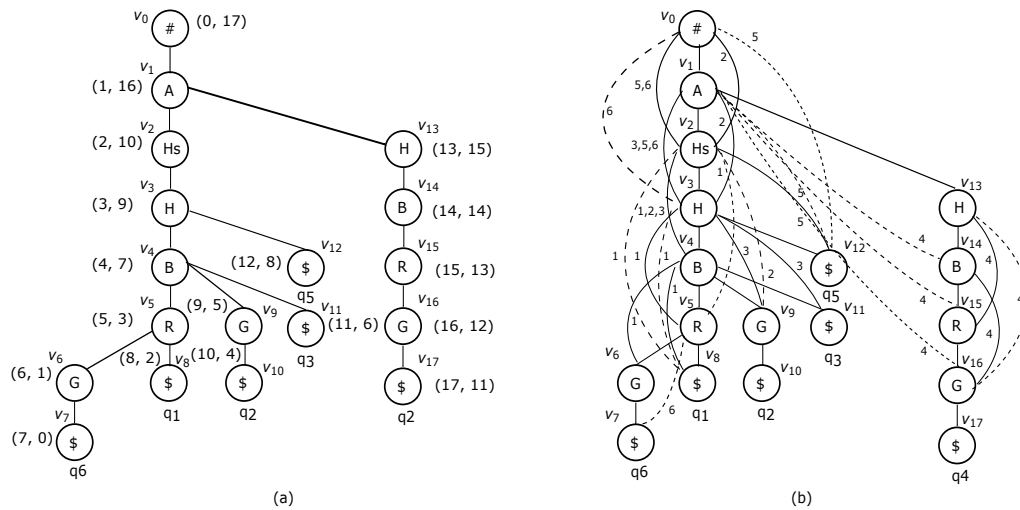 v0 # (0, 17)
v1
(1, 16) A
v2
(2, 10) Hs
v13
H (13, 15)
v3
(3, 9) H
v14
B (14, 14)
v4
(4, 7) B
v12
(12, 8) $
q5
v15
R (15, 13)
v5
(5, 3) R
(9, 5) v9
G
v11
$ (11, 6)
q3
v16
G (16, 12)
v6
(6, 1) G
(8, 2) v8
$
q1
(10, 4) v10
$
q2
v17
$ (17, 11)
q2
v7
(7, 0) $
q6
(a)
v0 #
5
2
5,6
6
v1
A
v2
2
3,5,6
Hs
1
v3
H
1,2,3
5
5
v13
H
v4
B
1
1
1
3
2
3
v12
$
q5
4
v14
B
4
4
v5
R
1
1
v9
G
v11
$
q3
v15
R
4
4
v6
G
v8
$
q1
v10
$
q2
v16
G
v7
$
q6
6
v17
$
q4
(b)